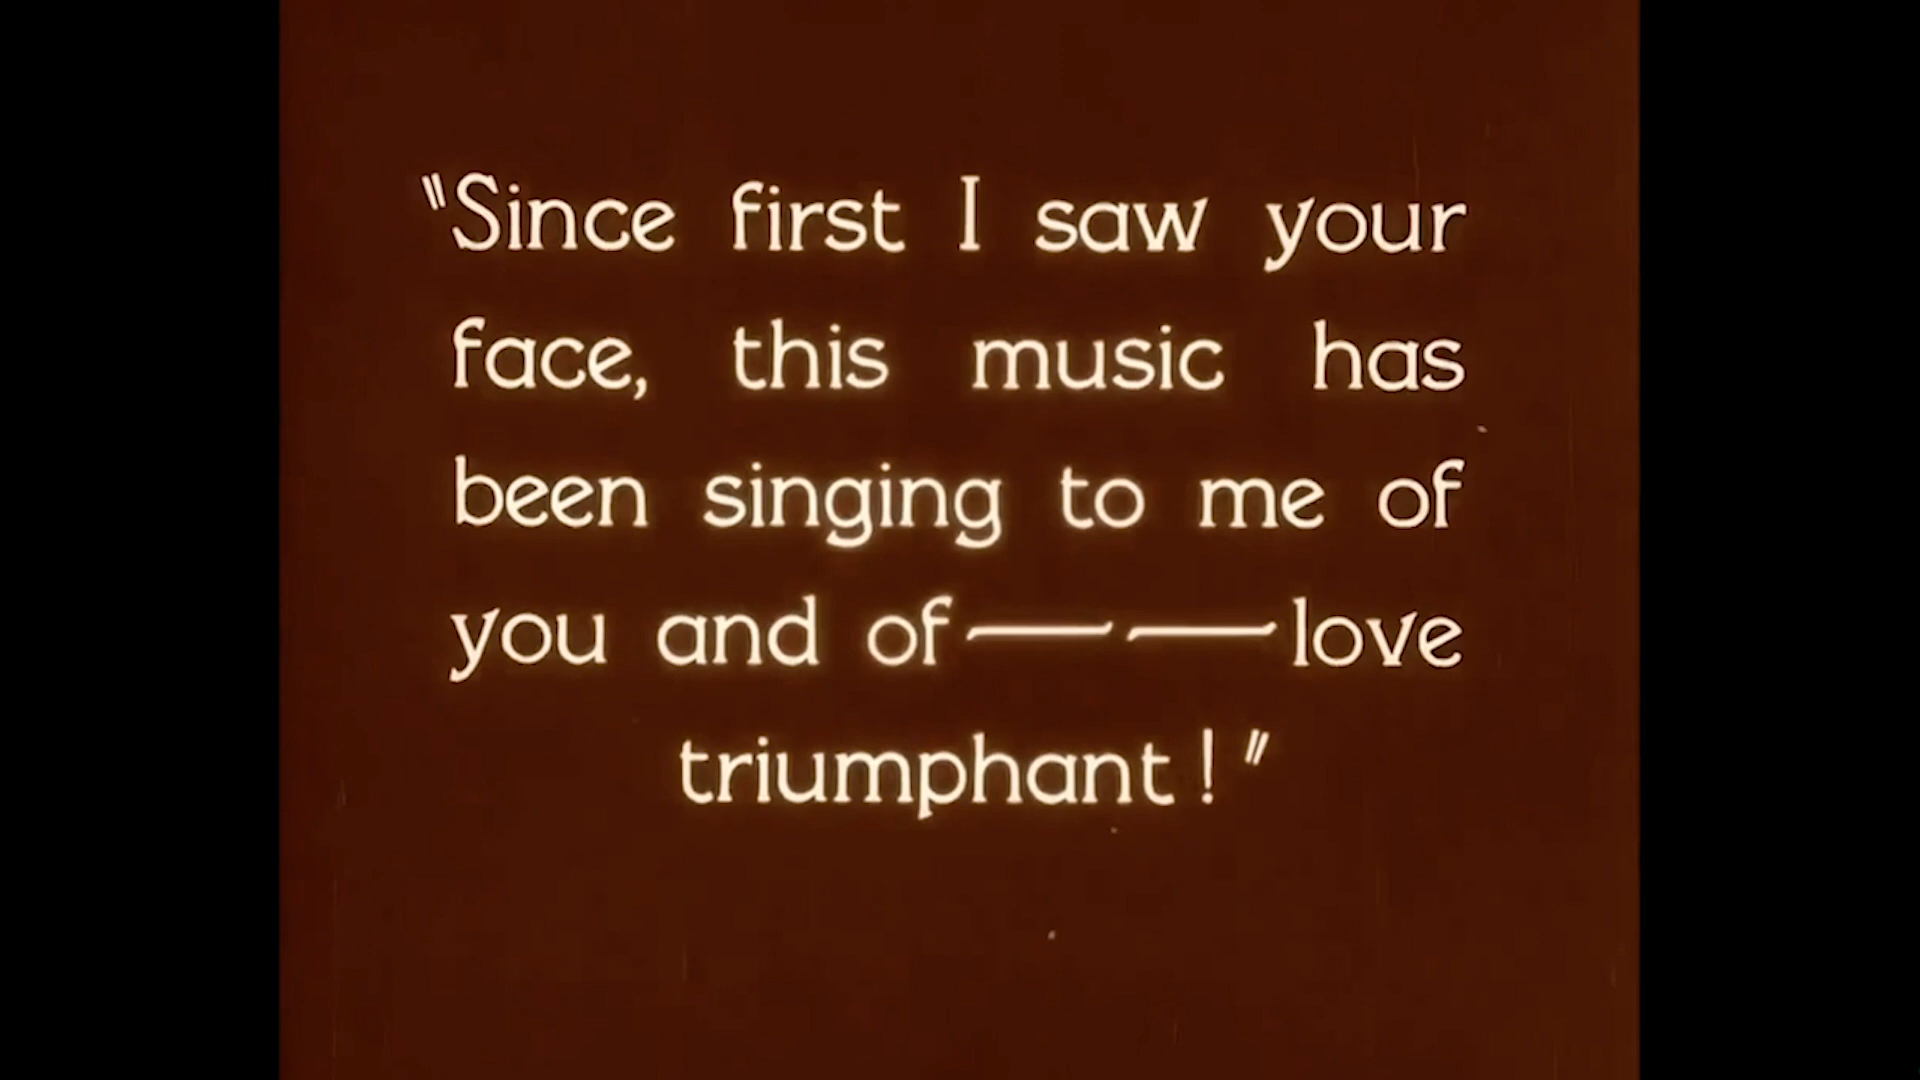 "Since first I saw your
face, this music has
been singing to me of
you and of——love
triumphant!"